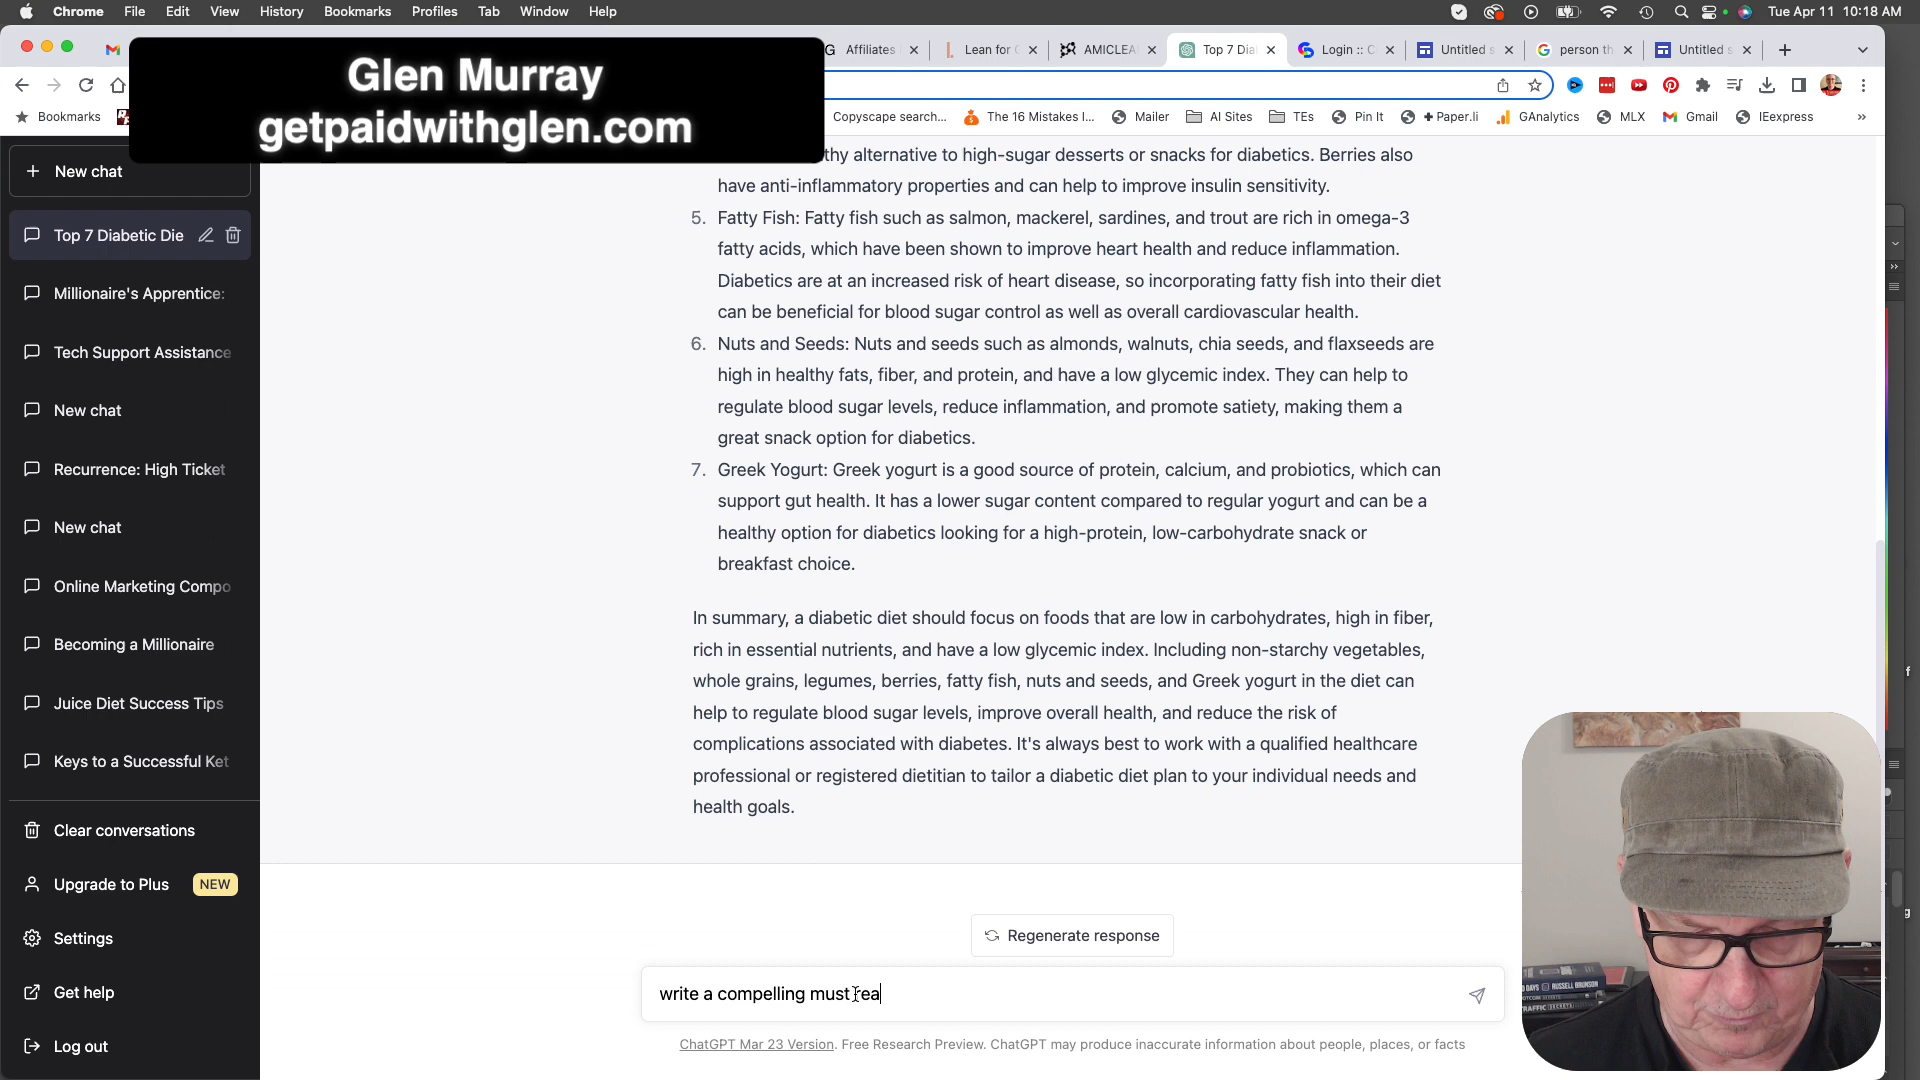 Chrome File Edit View History Bookmarks Profiles Tab Window Help Tue Apr 11 10:18 AM
Glen Murray
getpaidwithglen.com
G Affiliates
Lean for
AMICLEA
Top 7 Dia
Login :: C
Untitled s
person th
Untitled s
Bookmarks
Copyscape search...
The 16 Mistakes I...
Mailer
AI Sites
TEs
Pin It
+Paper.li
GAnalytics
MLX
Gmail
IEexpress
»
+ New chat
Top 7 Diabetic Die
Millionaire's Apprentice:
Tech Support Assistance
New chat
Recurrence: High Ticket
New chat
Online Marketing Compo
Becoming a Millionaire
Juice Diet Success Tips
Keys to a Successful Ket
Clear conversations
Upgrade to Plus NEW
Settings
Get help
Log out
thy alternative to high-sugar desserts or snacks for diabetics. Berries also
have anti-inflammatory properties and can help to improve insulin sensitivity.
5. Fatty Fish: Fatty fish such as salmon, mackerel, sardines, and trout are rich in omega-3
fatty acids, which have been shown to improve heart health and reduce inflammation.
Diabetics are at an increased risk of heart disease, so incorporating fatty fish into their diet
can be beneficial for blood sugar control as well as overall cardiovascular health.
6. Nuts and Seeds: Nuts and seeds such as almonds, walnuts, chia seeds, and flaxseeds are
high in healthy fats, fiber, and protein, and have a low glycemic index. They can help to
regulate blood sugar levels, reduce inflammation, and promote satiety, making them a
great snack option for diabetics.
7. Greek Yogurt: Greek yogurt is a good source of protein, calcium, and probiotics, which can
support gut health. It has a lower sugar content compared to regular yogurt and can be a
healthy option for diabetics looking for a high-protein, low-carbohydrate snack or
breakfast choice.
In summary, a diabetic diet should focus on foods that are low in carbohydrates, high in fiber,
rich in essential nutrients, and have a low glycemic index. Including non-starchy vegetables,
whole grains, legumes, berries, fatty fish, nuts and seeds, and Greek yogurt in the diet can
help to regulate blood sugar levels, improve overall health, and reduce the risk of
complications associated with diabetes. It's always best to work with a qualified healthcare
professional or registered dietitian to tailor a diabetic diet plan to your individual needs and
health goals.
Regenerate response
write a compelling must rea
ChatGPT Mar 23 Version. Free Research Preview. ChatGPT may produce inaccurate information about people, places, or facts
RUSSELL BRUNSON
TRAFFIC SECRETS